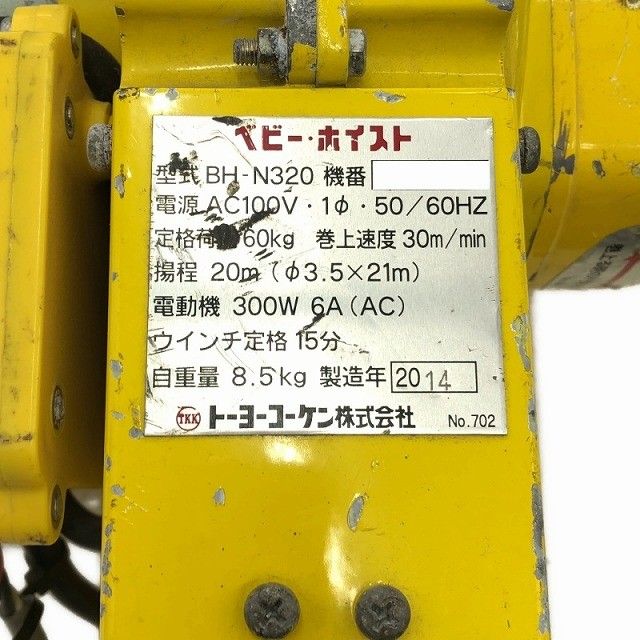 ベビー・ホイスト
型式 BH-N320 機番
電源 AC100V・1φ・50/60HZ
定格荷 60kg 巻上速度 30m/min
揚程 20m (φ3.5×21m)
電動機 300W 6A (AC)
ウインチ定格 15分
自重量 8.5kg 製造年 2014
TKK トーヨーコーケン株式会社 No.702